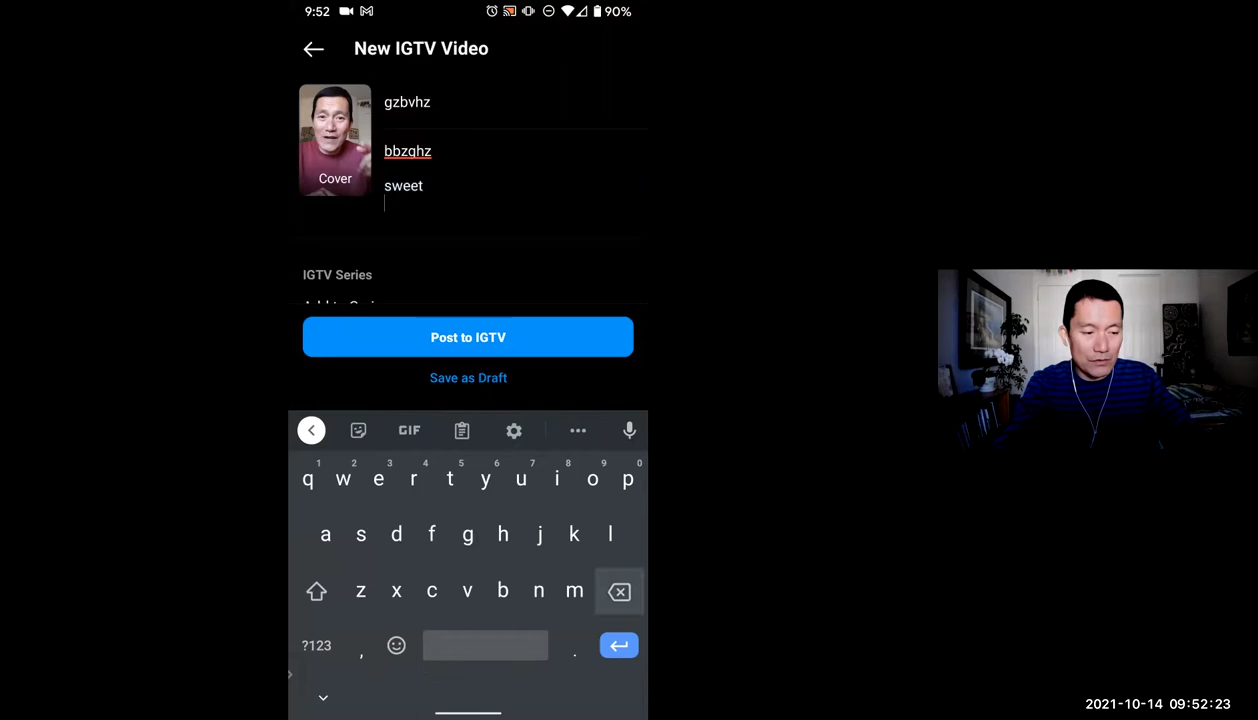 9:52 90%
New IGTV Video
gzbvhz
bbzghz
sweet
Cover
IGTV Series
Post to IGTV
Save as Draft
GIF
1 2 3 4 5 6 7 8 9 0
q w e r t y u i o p
a s d f g h j k l
z x c v b n m
?123 , .
2021-10-14 09:52:23